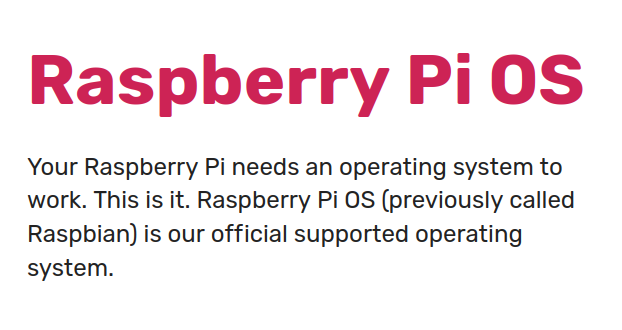 Raspberry Pi OS
Your Raspberry Pi needs an operating system to
work. This is it. Raspberry Pi OS (previously called
Raspbian) is our official supported operating
system.